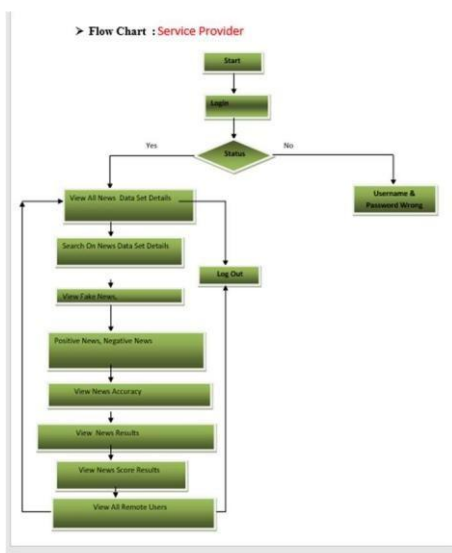 ➢ Flow Chart : Service Provider
Start
Login
Status
Yes
No
View All News Data Set Details
Username &
Password Wrong
Search On News Data Set Details
Log Out
View Fake News,
Positive News, Negative News
View News Accuracy
View News Results
View News Score Results
View All Remote Users